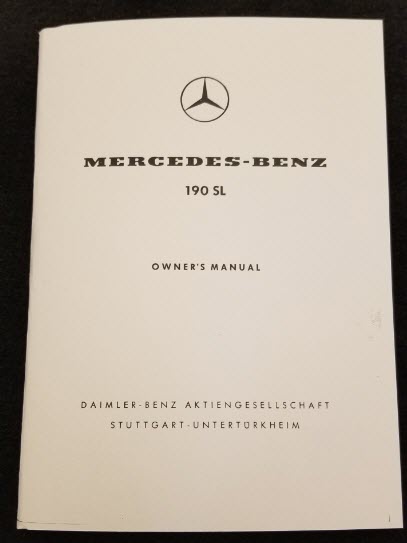 MERCEDES-BENZ
190 SL
OWNER'S MANUAL
DAIMLER-BENZ AKTIENGESELLSCHAFT
STUTTGART-UNTERTÜRKHEIM